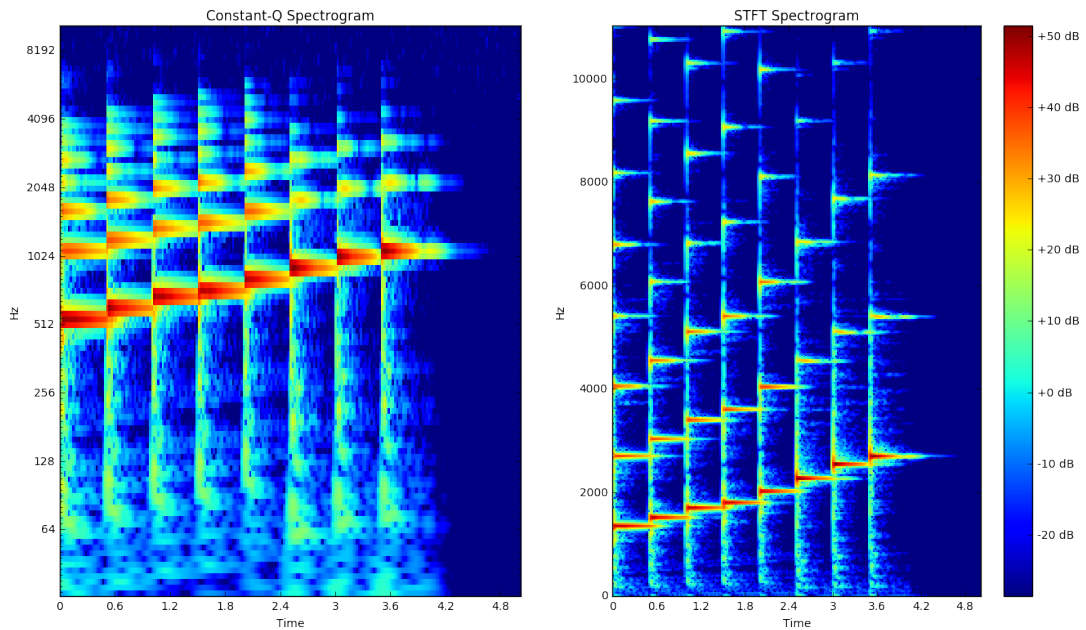 Constant-Q Spectrogram
8192
4096
2048
1024
512
256
128
64
Hz
0 0.6 1.2 1.8 2.4 3 3.6 4.2 4.8
Time
STFT Spectrogram
10000
8000
6000
4000
2000
0
Hz
0 0.6 1.2 1.8 2.4 3 3.6 4.2 4.8
Time
+50 dB
+40 dB
+30 dB
+20 dB
+10 dB
+0 dB
-10 dB
-20 dB